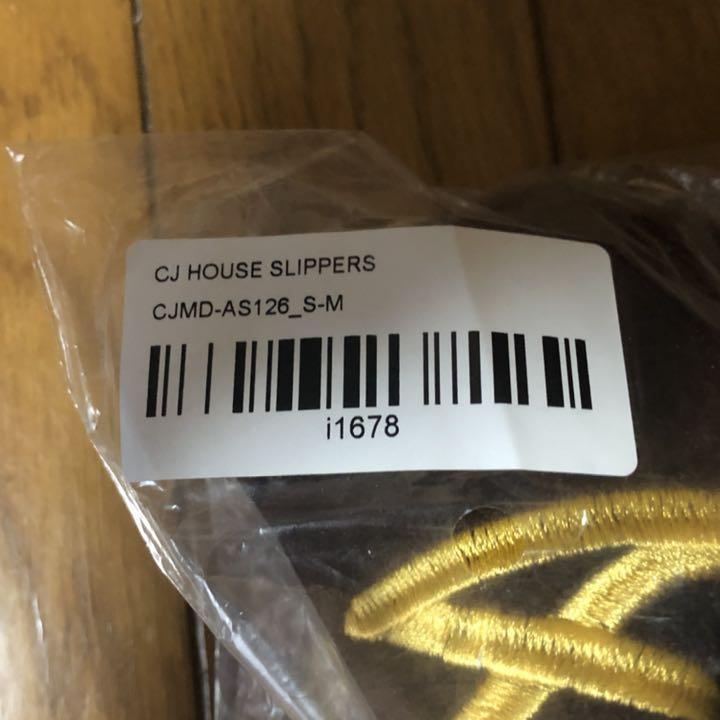 CJ HOUSE SLIPPERS
CJMD-AS126_S-M
i1678